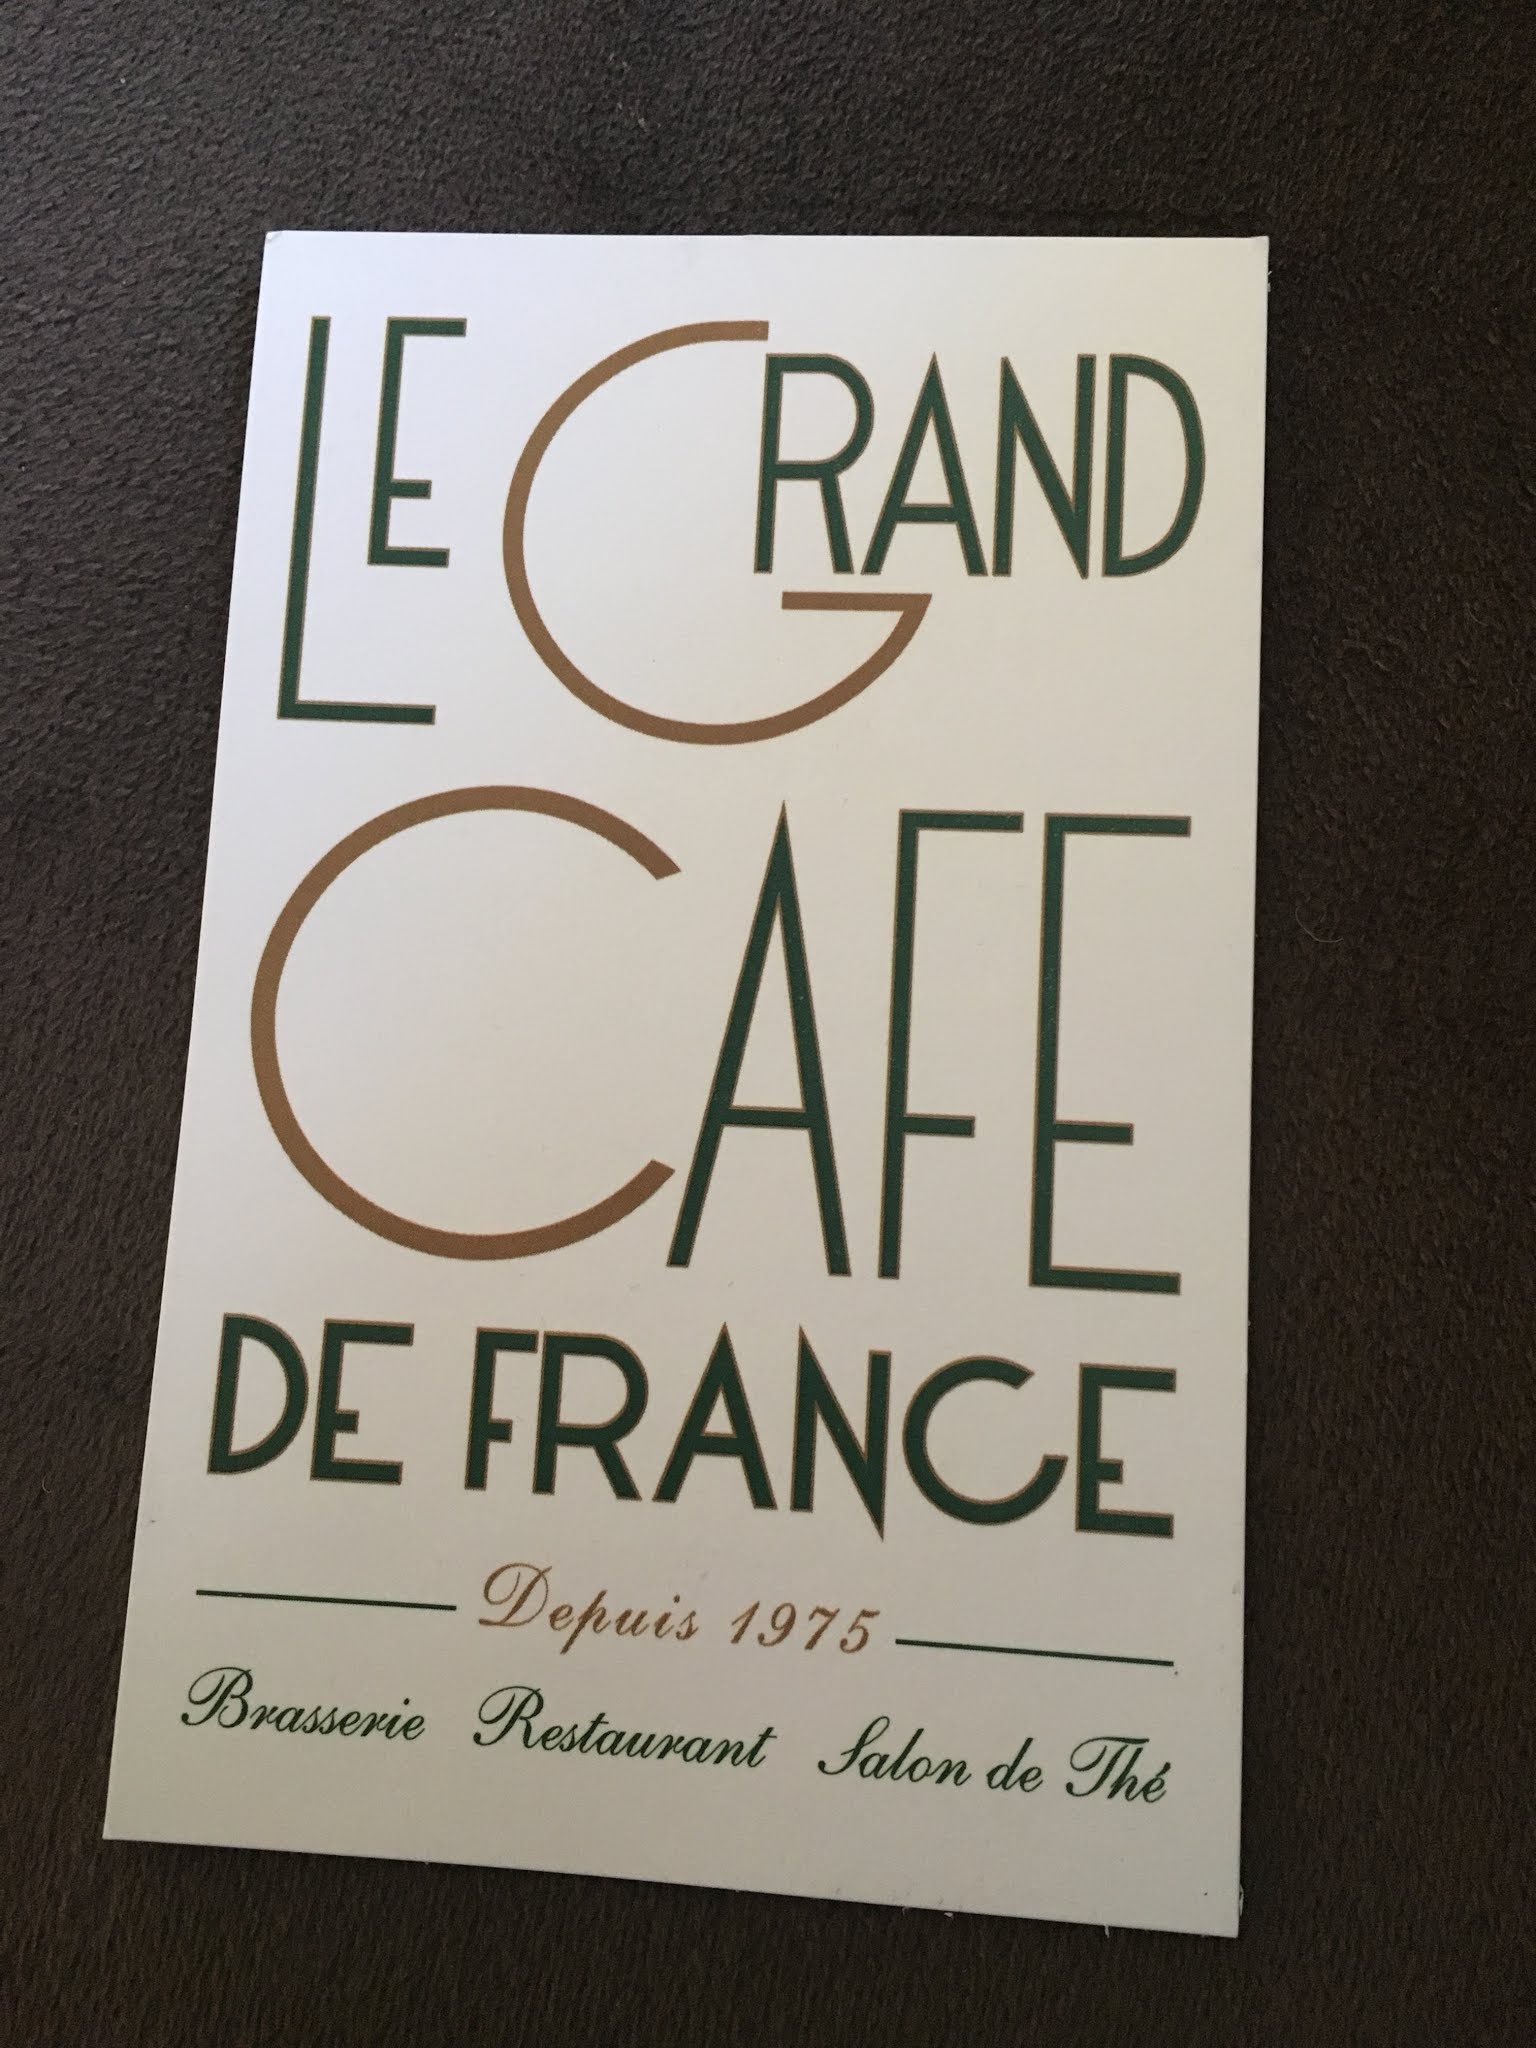 LE GRAND
CAFE
DE FRANCE
Depuis 1975
Brasserie Restaurant Salon de Thé